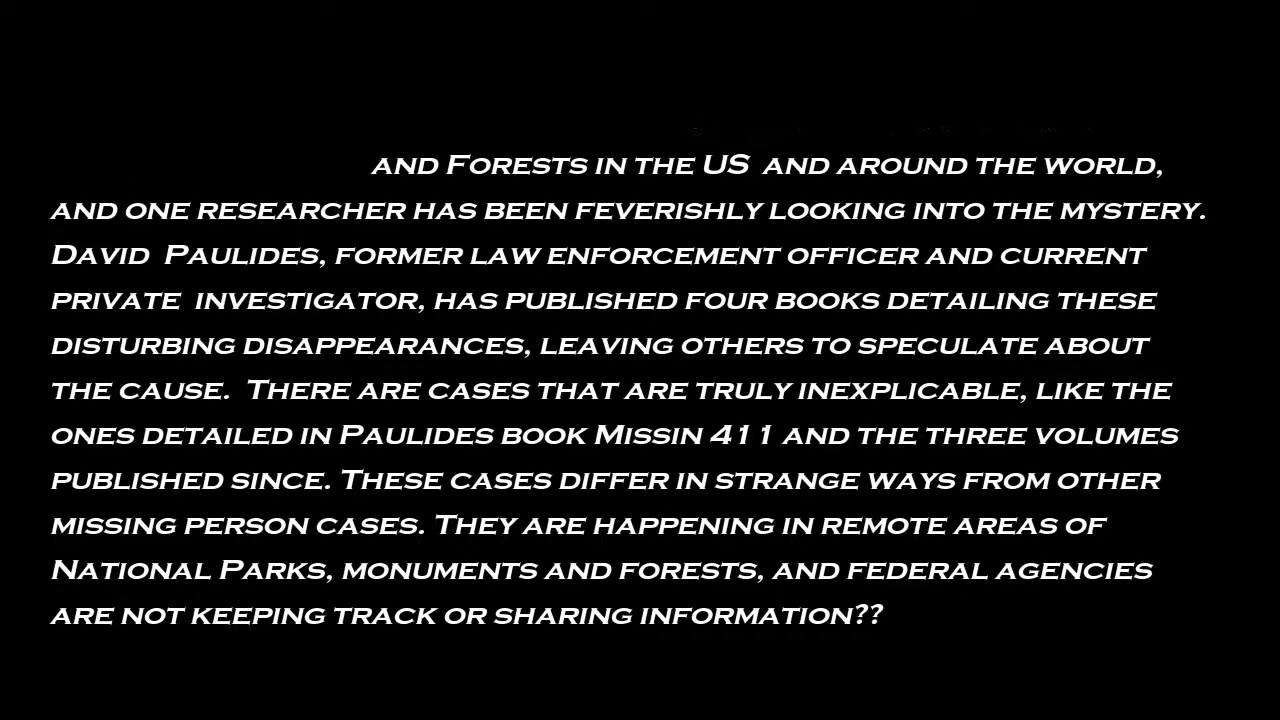 and Forests in the US and around the world,
and one researcher has been feverishly looking into the mystery.
David Paulides, former law enforcement officer and current
private investigator, has published four books detailing these
disturbing disappearances, leaving others to speculate about
the cause. There are cases that are truly inexplicable, like the
ones detailed in Paulides book Missin 411 and the three volumes
published since. These cases differ in strange ways from other
missing person cases. They are happening in remote areas of
National Parks, monuments and forests, and federal agencies
are not keeping track or sharing information??